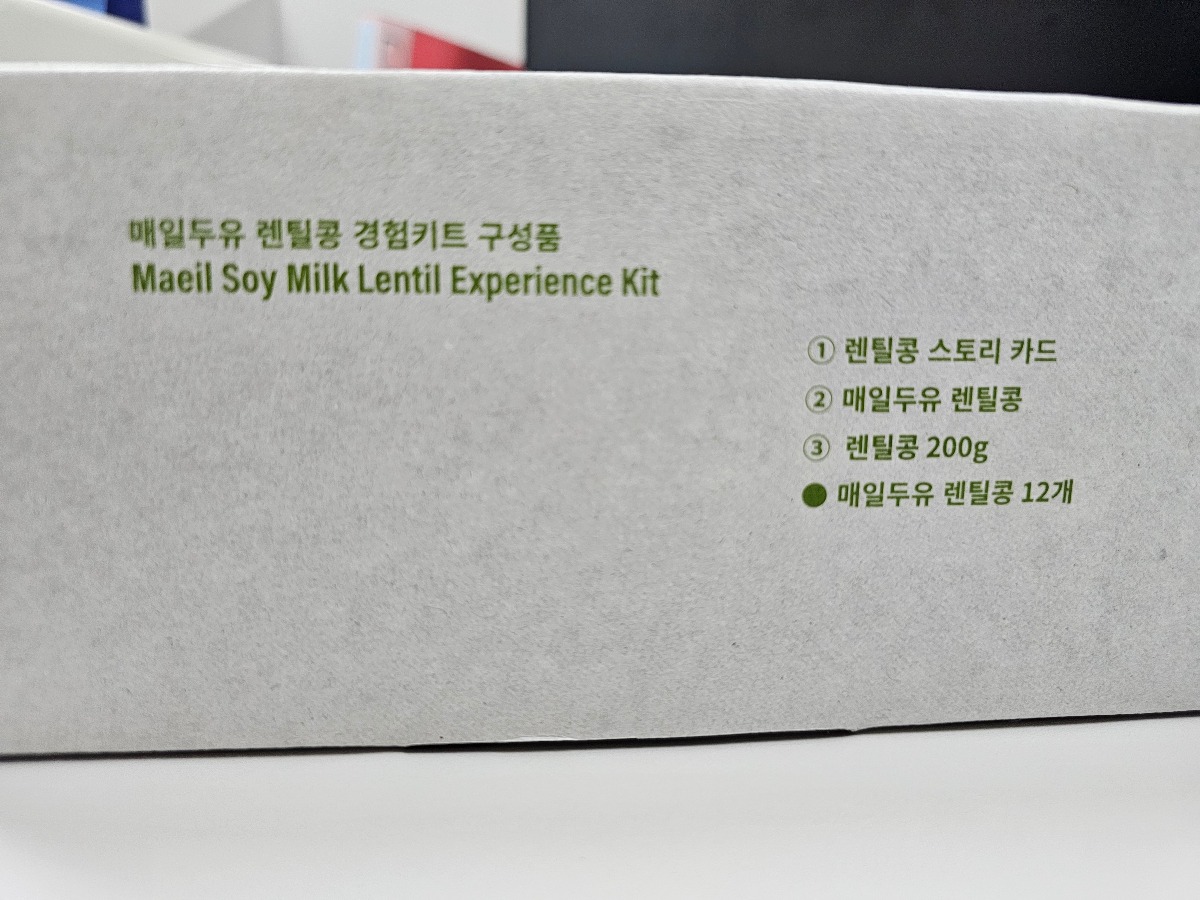 매일두유 렌틸콩 경험키트 구성품
Maeil Soy Milk Lentil Experience Kit
① 렌틸콩 스토리 카드
② 매일두유 렌틸콩
③ 렌틸콩 200g
● 매일두유 렌틸콩 12개